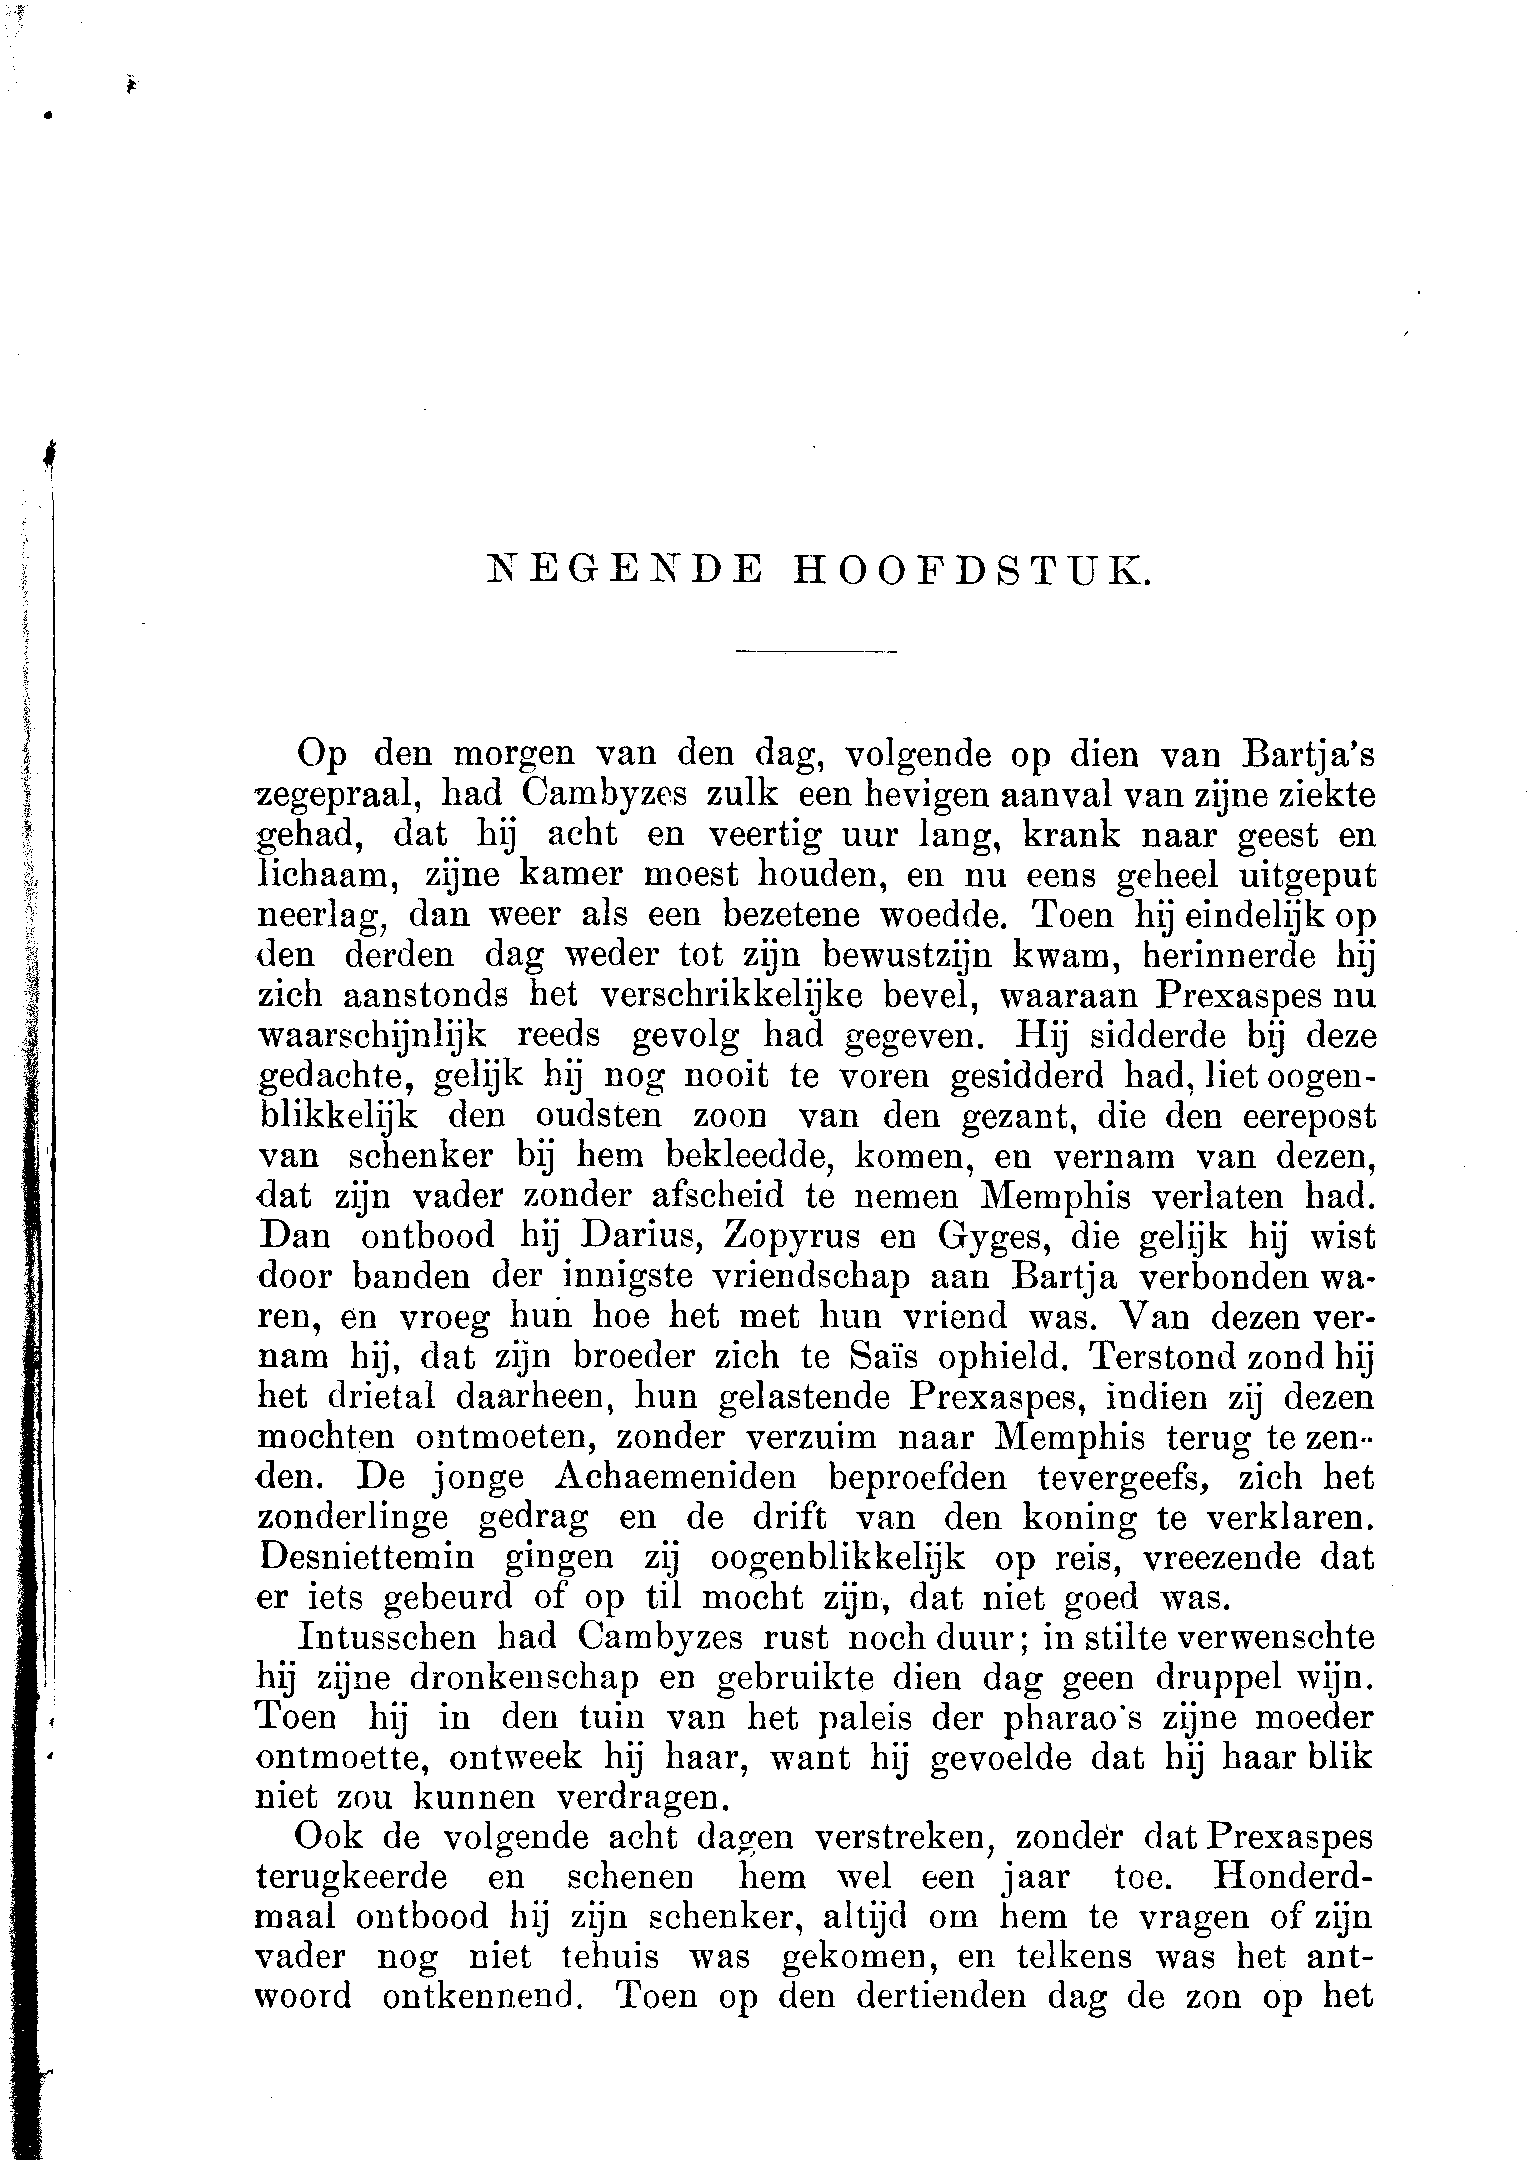 NEGENDE HOOFDSTUK.
Op den morgen van den dag, volgende op dien van Bartja's
zegepraal, had Cambyzes zulk een hevigen aanval van zijne ziekte
gehad, dat hij acht en veertig uur lang, krank naar geest en
lichaam, zijne kamer moest houden, en nu eens geheel uitgeput
neerlag, dan weer als een bezetene woedde. Toen hij eindelijk op
den derden dag weder tot zijn bewustzijn kwam, herinnerde hij
zich aanstonds het verschrikkelijke bevel, waaraan Prexaspes nu
waarschijnlijk reeds gevolg had gegeven. Hij sidderde bij deze
gedachte, gelijk hij nog nooit te voren gesidderd had, liet oogen-
blikkelijk den oudsten zoon van den gezant, die den eerepost
van schenker bij hem bekleedde, komen, en vernam van dezen,
dat zijn vader zonder afscheid te nemen Memphis verlaten had.
Dan ontbood hij Darius, Zopyrus en Gyges, die gelijk hij wist
door banden der innigste vriendschap aan Bartja verbonden wa-
ren, en vroeg hun hoe het met hun vriend was. Van dezen ver-
nam hij, dat zijn broeder zich te Saïs ophield. Terstond zond hij
het drietal daarheen, hun gelastende Prexaspes, indien zij dezen
mochten ontmoeten, zonder verzuim naar Memphis terug te zen-
den. De jonge Achaemeniden beproefden tevergeefs, zich het
zonderlinge gedrag en de drift van den koning te verklaren.
Desniettemin gingen zij oogenblikkelijk op reis, vreezende dat
er iets gebeurd of op til mocht zijn, dat niet goed was.
Intusschen had Cambyzes rust noch duur; in stilte verwenschte
hij zijne dronkenschap en gebruikte dien dag geen druppel wijn.
Toen hij in den tuin van het paleis der pharao's zijne moeder
ontmoette, ontweek hij haar, want hij gevoelde dat hij haar blik
niet zou kunnen verdragen.
Ook de volgende acht dagen verstreken, zonder dat Prexaspes
terugkeerde en schenen hem wel een jaar toe. Honderd-
maal ontbood hij zijn schenker, altijd om hem te vragen of zijn
vader nog niet tehuis was gekomen, en telkens was het ant-
woord ontkennend. Toen op den dertienden dag de zon op het